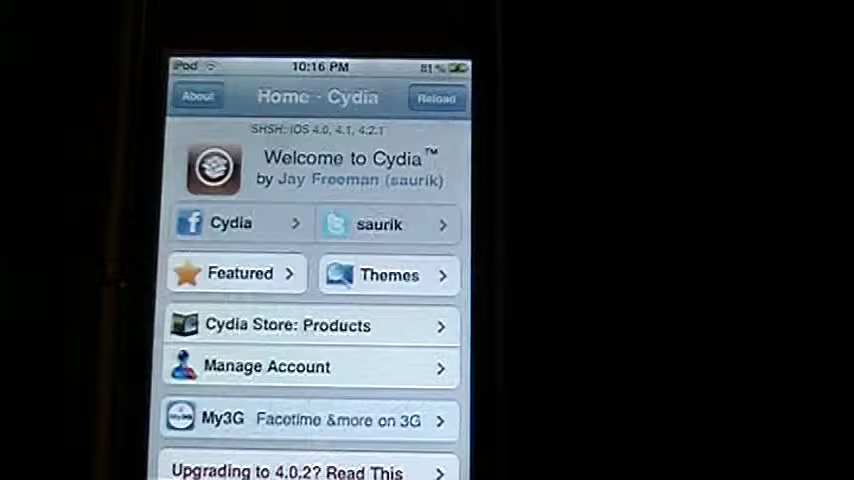 iPod 10:16 PM 81%
About Home - Cydia Reload
SHSH: iOS 4.0, 4.1, 4.2.1
Welcome to Cydia™
by Jay Freeman (saurik)
Cydia saurik
Featured Themes
Cydia Store: Products
Manage Account
My3G My3G Facetime &more on 3G
Upgrading to 4.0.2? Read This